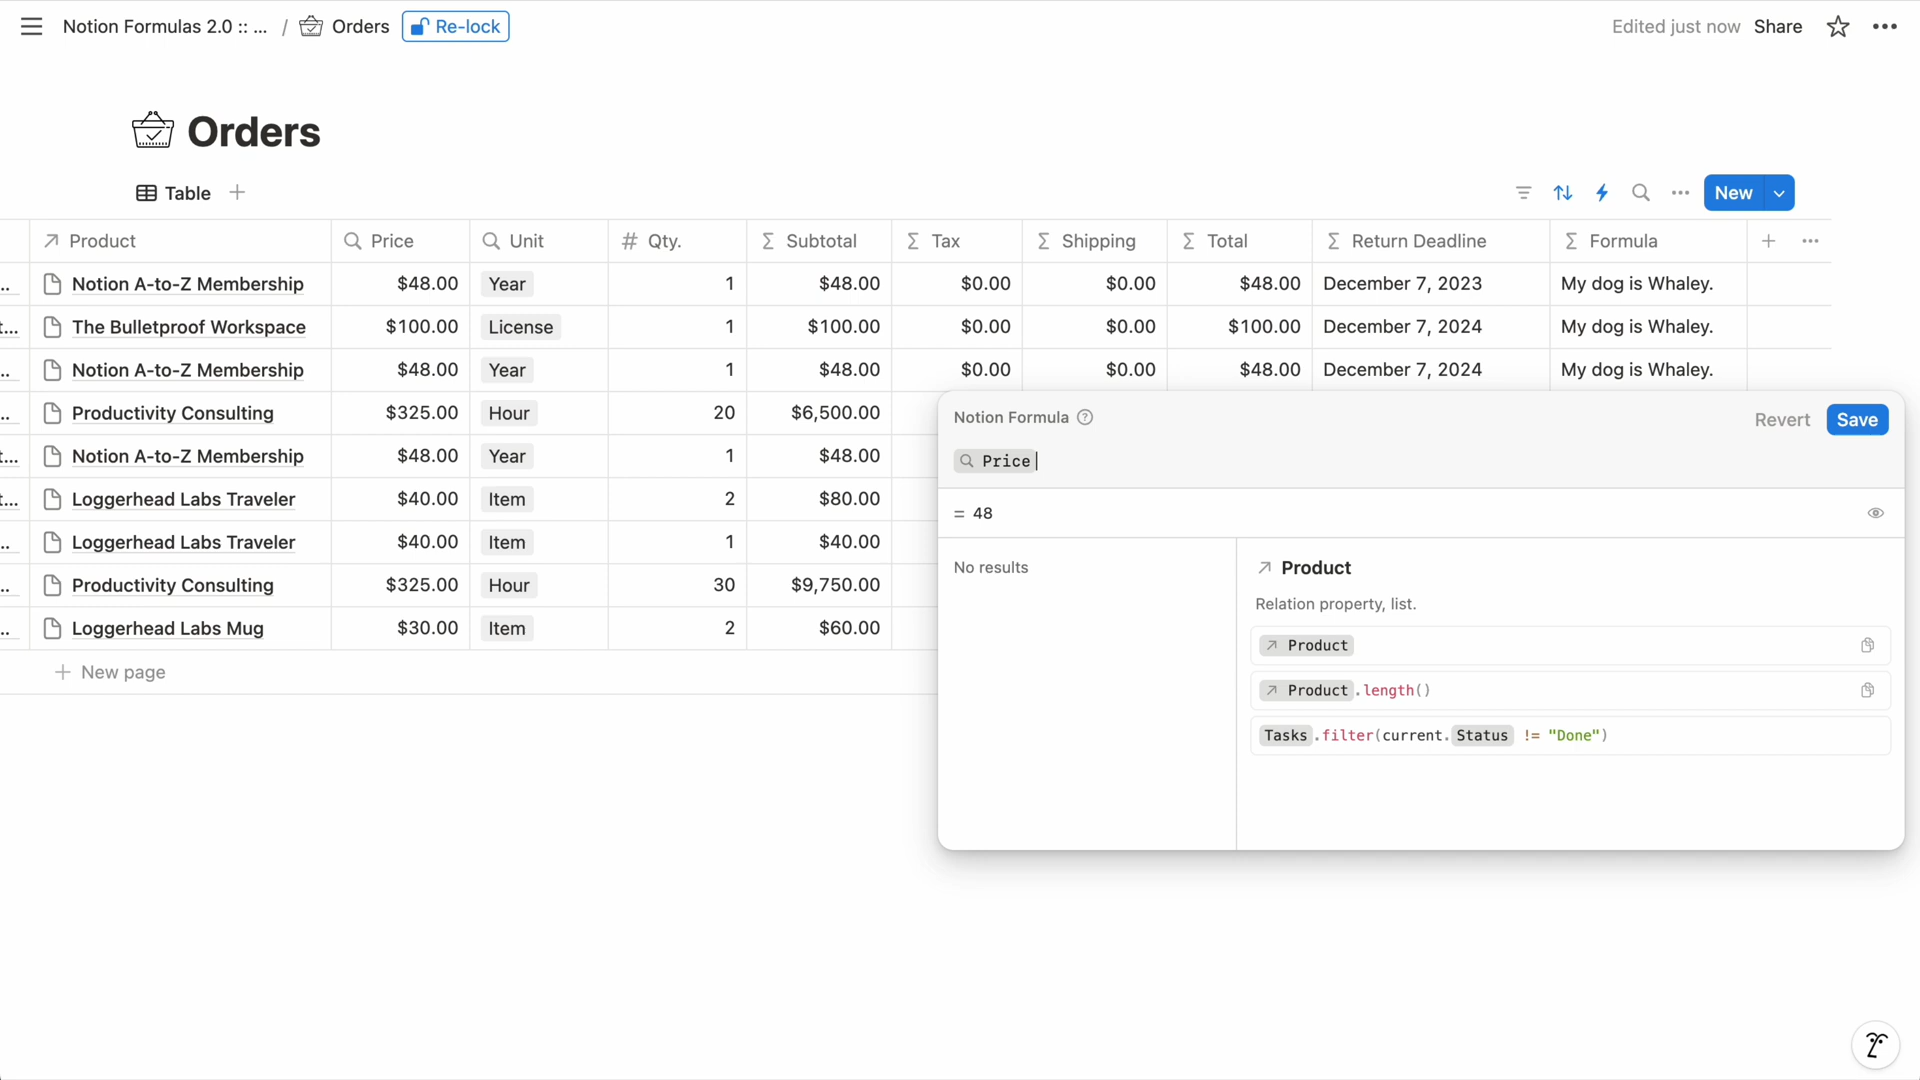 Notion Formulas 2.0 :: ... / Orders Re-lock Edited just now Share
Orders
Table New
Product Price Unit Qty. Subtotal Tax Shipping Total Return Deadline Formula
.. Notion A-to-Z Membership $48.00 Year 1 $48.00 $0.00 $0.00 $48.00 December 7, 2023 My dog is Whaley.
t... The Bulletproof Workspace $100.00 License 1 $100.00 $0.00 $0.00 $100.00 December 7, 2024 My dog is Whaley.
.. Notion A-to-Z Membership $48.00 Year 1 $48.00 $0.00 $0.00 $48.00 December 7, 2024 My dog is Whaley.
.. Productivity Consulting $325.00 Hour 20 $6,500.00
t... Notion A-to-Z Membership $48.00 Year 1 $48.00
t... Loggerhead Labs Traveler $40.00 Item 2 $80.00
.. Loggerhead Labs Traveler $40.00 Item 1 $40.00
.. Productivity Consulting $325.00 Hour 30 $9,750.00
.. Loggerhead Labs Mug $30.00 Item 2 $60.00
New page
Notion Formula Revert Save
Price
= 48
No results
Product
Relation property, list.
Product
Product.length()
Tasks.filter(current.Status != "Done")